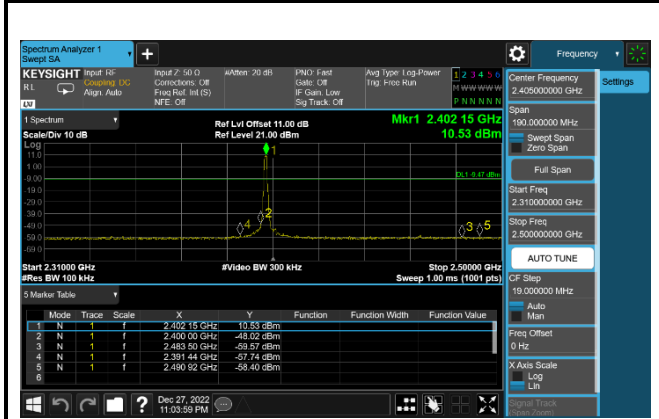 Spectrum Analyzer 1
Swept SA
Frequency
KEYSIGHT
RL
Input: RF
Coupling: DC
Align: Auto
Input Z: 50 Ω
Corrections: Off
Freq Ref: Int (S)
NFE: Off
#Atten: 20 dB
PNO: Fast
Gate: Off
IF Gain: Low
Sig Track: Off
Avg Type: Log-Power
Trig: Free Run
1 2 3 4 5 6
M W W W W W
P N N N N N
LXI
1 Spectrum
Scale/Div 10 dB
Ref Lvl Offset 11.00 dB
Ref Level 21.00 dBm
Mkr1 2.402 15 GHz
10.53 dBm
Log
11.0
1.00
-9.00
-19.0
-29.0
-39.0
-49.0
-59.0
-69.0
1
2
4
3
5
DL1 -9.47 dBm
Start 2.31000 GHz
#Res BW 100 kHz
#Video BW 300 kHz
Stop 2.50000 GHz
Sweep 1.00 ms (1001 pts)
5 Marker Table
Mode Trace Scale X Y Function Function Width Function Value
1 N 1 f 2.402 15 GHz 10.53 dBm
2 N 1 f 2.400 00 GHz -48.02 dBm
3 N 1 f 2.483 50 GHz -59.57 dBm
4 N 1 f 2.391 44 GHz -57.74 dBm
5 N 1 f 2.490 92 GHz -58.40 dBm
6
Dec 27, 2022
11:03:59 PM
?
Settings
Center Frequency
2.405000000 GHz
Span
190.000000 MHz
Swept Span
Zero Span
Full Span
Start Freq
2.310000000 GHz
Stop Freq
2.500000000 GHz
AUTO TUNE
CF Step
19.000000 MHz
Auto
Man
Freq Offset
0 Hz
X Axis Scale
Log
Lin
Signal Track
(Span Zoom)